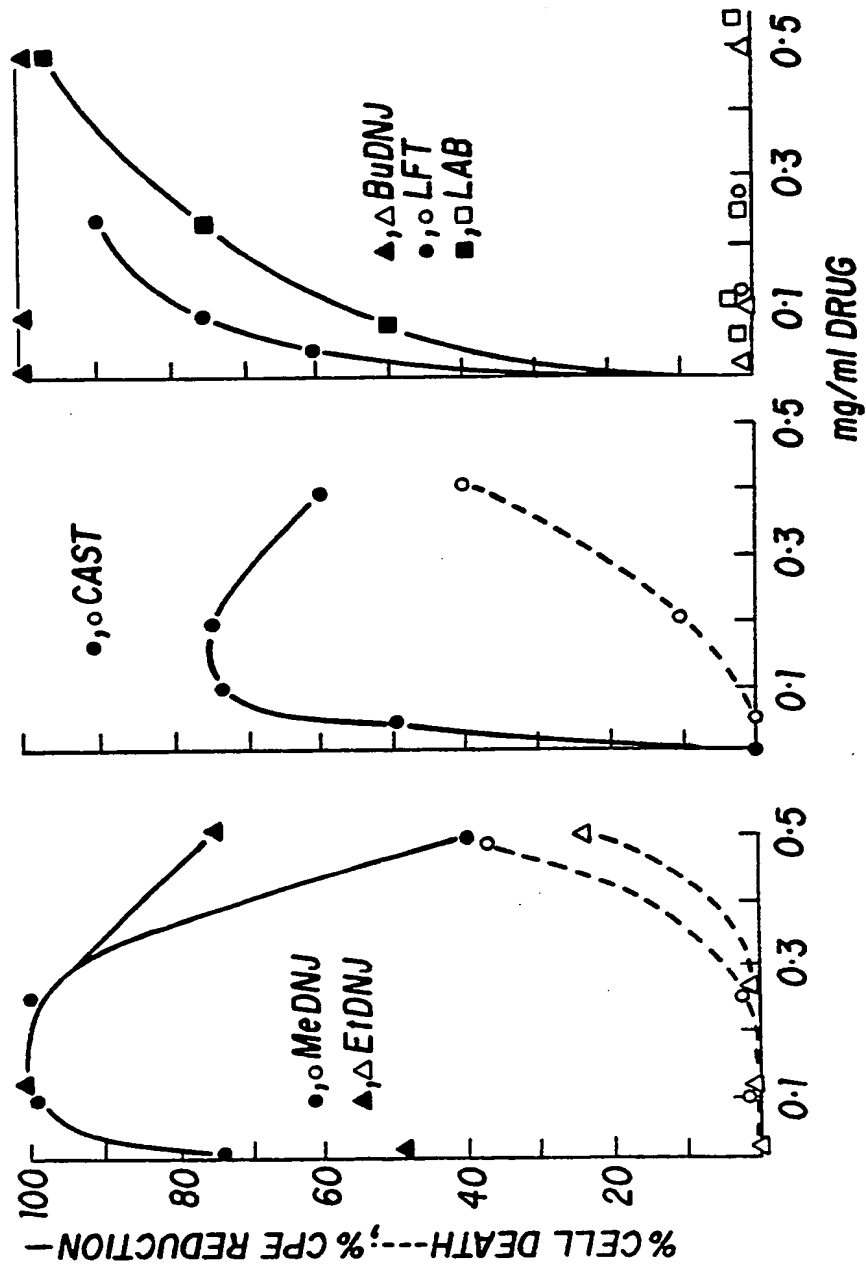 %CELL DEATH---; %CPE REDUCTION—
100
80
60
40
20
●,○MeDNJ
▲,△EtDNJ
0·1
0·3
0·5
●,○CAST
0·1
0·3
0·5
▲,△BuDNJ
●,○LFT
■,□LAB
0·1
0·3
0·5
mg/ml DRUG